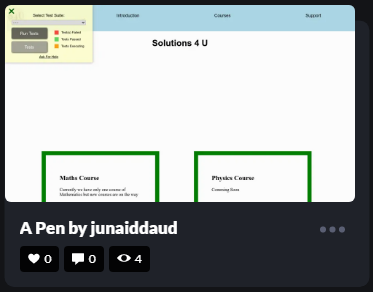 Select Test Suite:
Run Tests
Tests
Test(s) Failed
Tests Passed
Tests Executing
Ask For Help
Introduction
Courses
Support
Solutions 4 U
Maths Course
Currently we have only one course of
Mathematics but new courses are on the way
Physics Course
Comming Soon
A Pen by junaiddaud
0
0
4